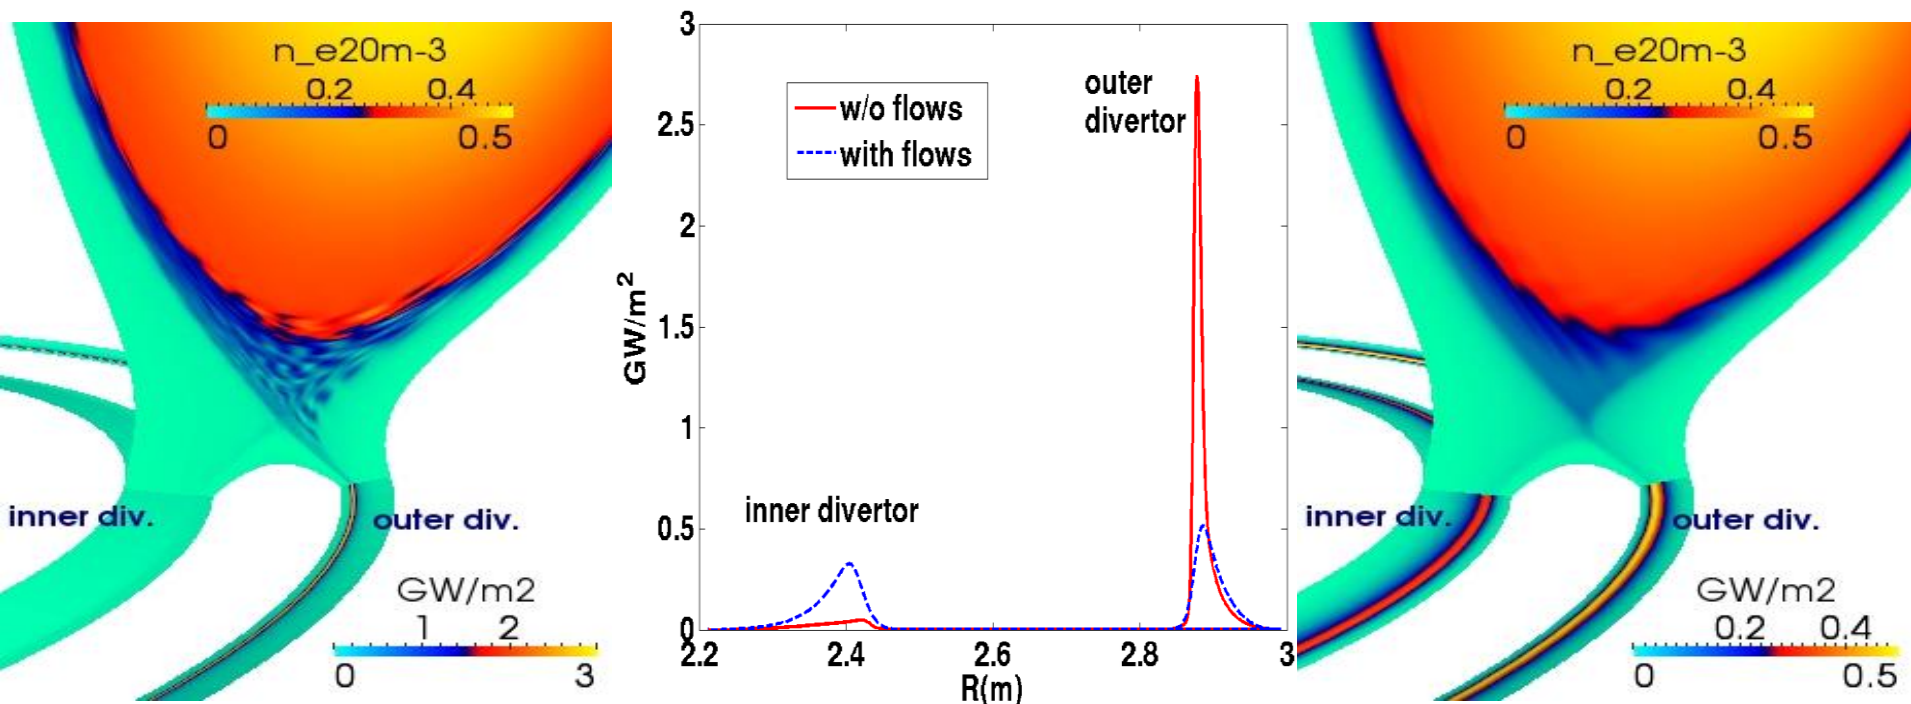 n_e20m-3
0.2 0.4
0 0.5
inner div.
outer div.
GW/m2
1 2
0 3
3
2.5
2
1.5
1
0.5
0
GW/m²
w/o flows
with flows
outer
divertor
inner divertor
2.2 2.4 2.6 2.8 3
R(m)
n_e20m-3
0.2 0.4
0 0.5
inner div.
outer div.
GW/m2
0.2 0.4
0 0.5